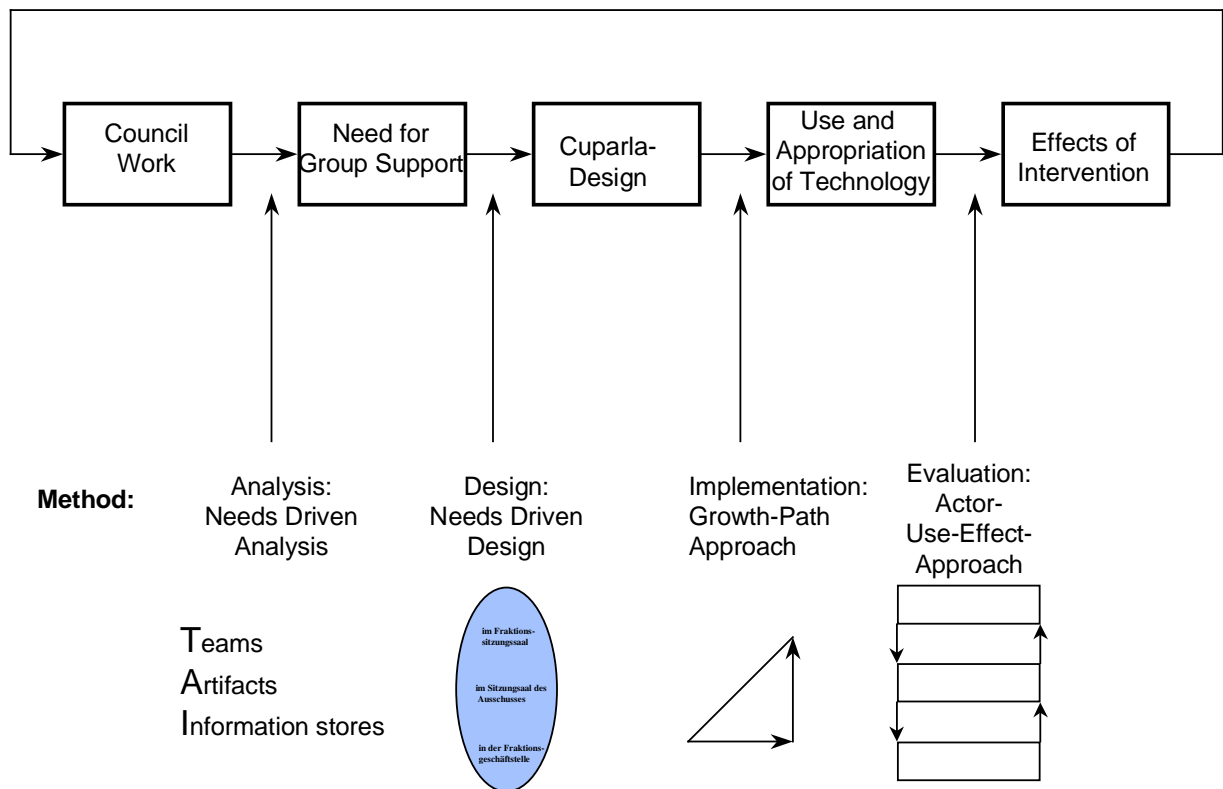 Council
Work
Need for
Group Support
Cuparla-
Design
Use and
Appropriation
of Technology
Effects of
Intervention
Method:
Analysis:
Needs Driven
Analysis
Design:
Needs Driven
Design
Implementation:
Growth-Path
Approach
Evaluation:
Actor-
Use-Effect-
Approach
Teams
Artifacts
Information stores
im Fraktions-
sitzungssaal
im Sitzungsaal des
Ausschusses
in der Fraktions-
geschäftstelle